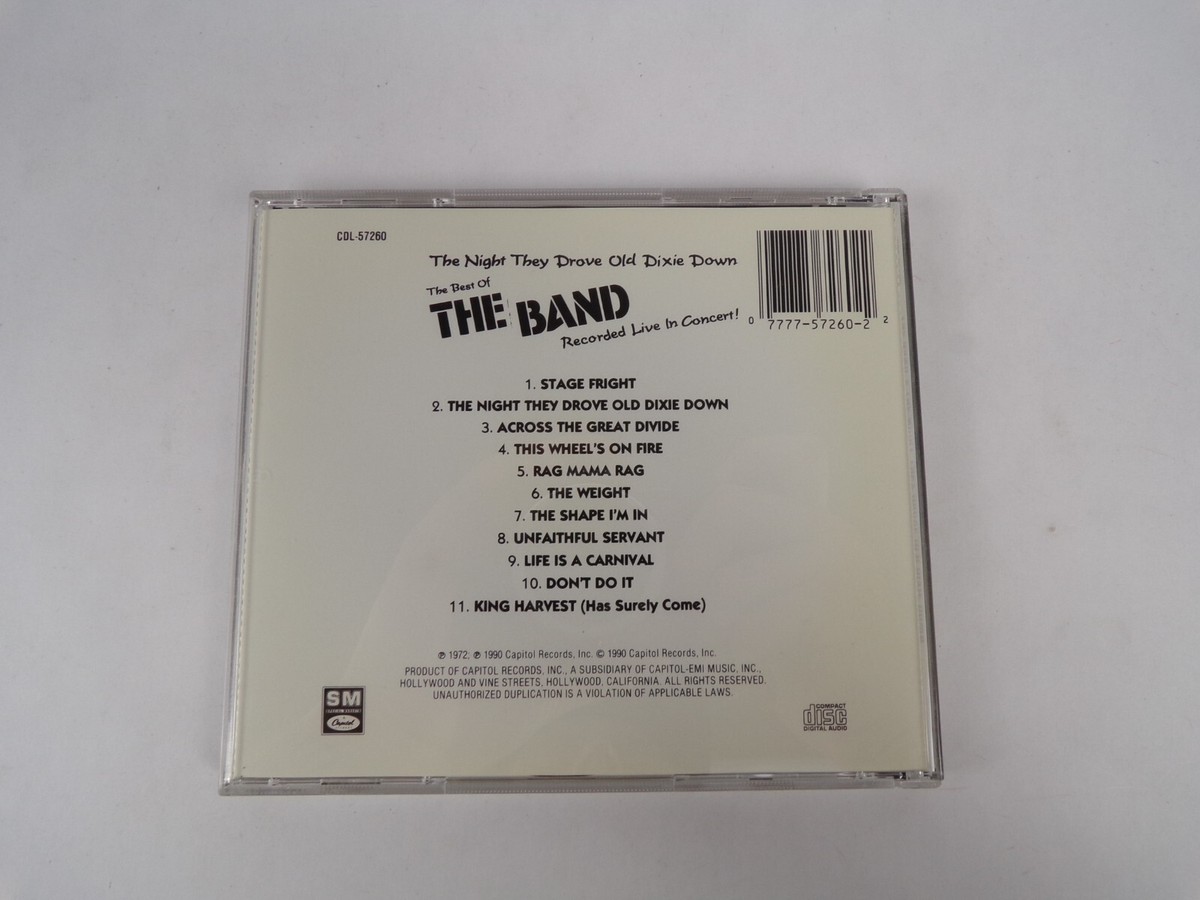 CDL-57260
The Night They Drove Old Dixie Down
The Best Of
THE BAND
Recorded Live In Concert!
0 7777-57260-2 2
1. STAGE FRIGHT
2. THE NIGHT THEY DROVE OLD DIXIE DOWN
3. ACROSS THE GREAT DIVIDE
4. THIS WHEEL'S ON FIRE
5. RAG MAMA RAG
6. THE WEIGHT
7. THE SHAPE I'M IN
8. UNFAITHFUL SERVANT
9. LIFE IS A CARNIVAL
10. DON'T DO IT
11. KING HARVEST (Has Surely Come)
℗ 1972; ℗ 1990 Capitol Records, Inc. © 1990 Capitol Records, Inc.
PRODUCT OF CAPITOL RECORDS, INC., A SUBSIDIARY OF CAPITOL-EMI MUSIC, INC.,
HOLLYWOOD AND VINE STREETS, HOLLYWOOD, CALIFORNIA. ALL RIGHTS RESERVED.
UNAUTHORIZED DUPLICATION IS A VIOLATION OF APPLICABLE LAWS.
SM
Capitol
COMPACT
disc
DIGITAL AUDIO